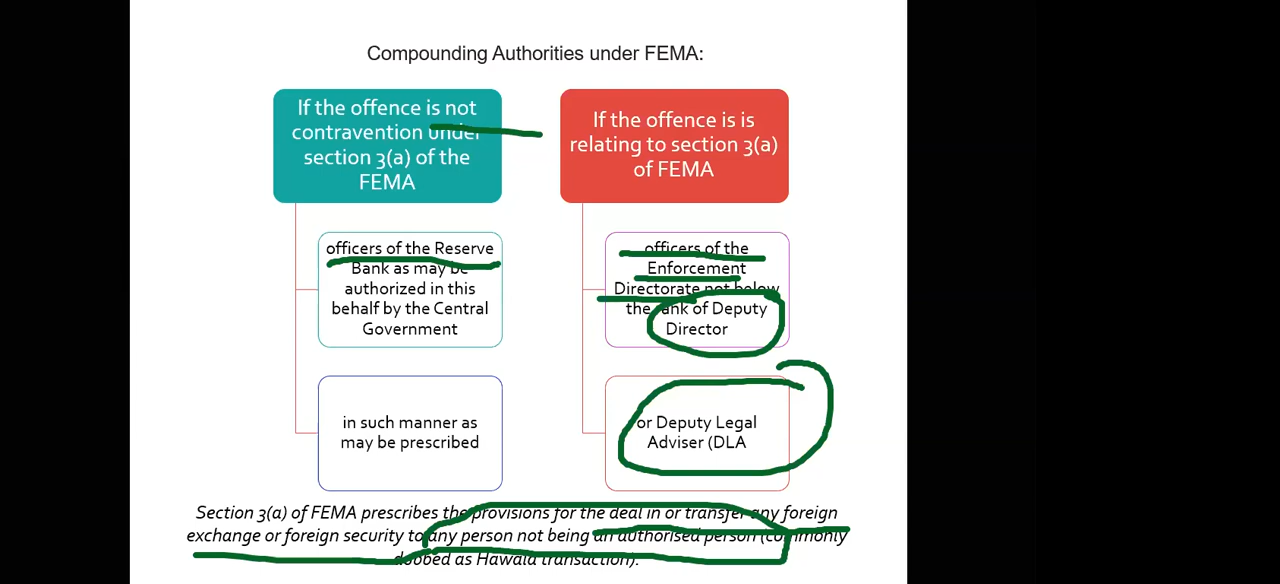 Compounding Authorities under FEMA:
If the offence is not
contravention under
section 3(a) of the
FEMA
officers of the Reserve
Bank as may be
authorized in this
behalf by the Central
Government
in such manner as
may be prescribed
If the offence is is
relating to section 3(a)
of FEMA
officers of the
Enforcement
Directorate not below
the rank of Deputy
Director
or Deputy Legal
Adviser (DLA
Section 3(a) of FEMA prescribes the provisions for the deal in or transfer any foreign
exchange or foreign security to any person not being an authorised person (commonly
dobbed as Hawala transaction).